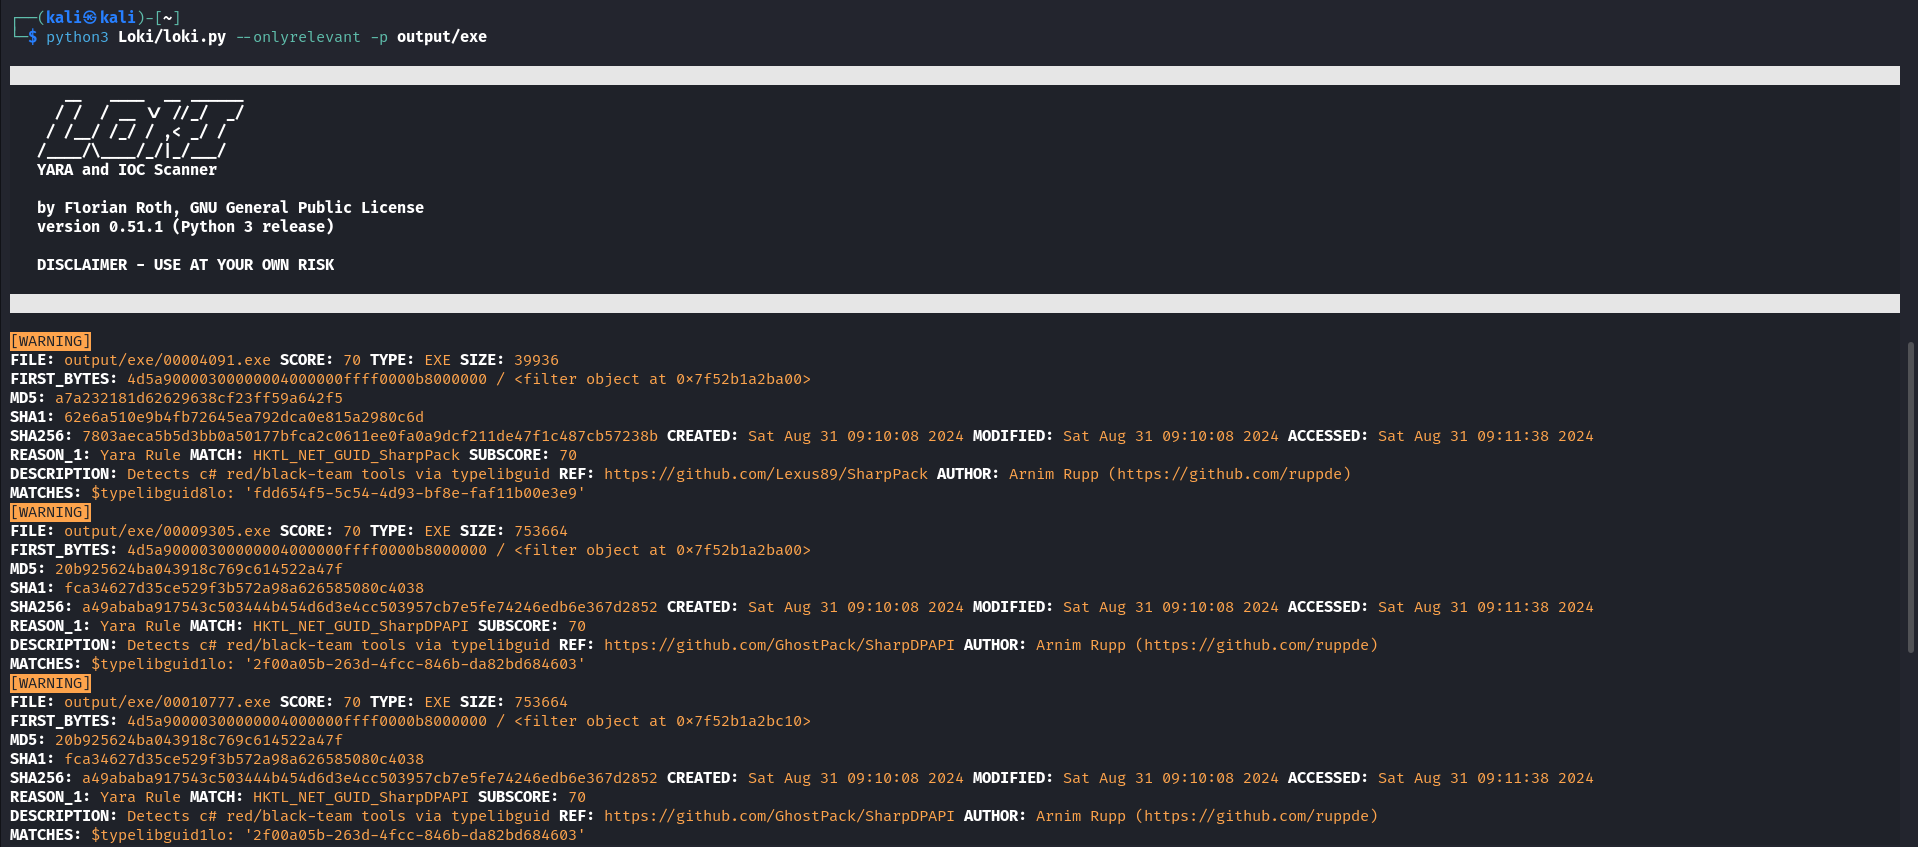 ┌──(kali㉿kali)-[~]
└─$ python3 Loki/loki.py --onlyrelevant -p output/exe
YARA and IOC Scanner
by Florian Roth, GNU General Public License
version 0.51.1 (Python 3 release)
DISCLAIMER - USE AT YOUR OWN RISK
[WARNING]
FILE: output/exe/00004091.exe SCORE: 70 TYPE: EXE SIZE: 39936
FIRST_BYTES: 4d5a90000300000004000000ffff0000b8000000 / <filter object at 0x7f52b1a2ba00>
MD5: a7a232181d62629638cf23ff59a642f5
SHA1: 62e6a510e9b4fb72645ea792dca0e815a2980c6d
SHA256: 7803aeca5b5d3bb0a50177bfca2c0611ee0fa0a9dcf211de47f1c487cb57238b CREATED: Sat Aug 31 09:10:08 2024 MODIFIED: Sat Aug 31 09:10:08 2024 ACCESSED: Sat Aug 31 09:11:38 2024
REASON_1: Yara Rule MATCH: HKTL_NET_GUID_SharpPack SUBSCORE: 70
DESCRIPTION: Detects c# red/black-team tools via typelibguid REF: https://github.com/Lexus89/SharpPack AUTHOR: Arnim Rupp (https://github.com/ruppde)
MATCHES: $typelibguid8lo: 'fdd654f5-5c54-4d93-bf8e-faf11b00e3e9'
[WARNING]
FILE: output/exe/00009305.exe SCORE: 70 TYPE: EXE SIZE: 753664
FIRST_BYTES: 4d5a90000300000004000000ffff0000b8000000 / <filter object at 0x7f52b1a2ba00>
MD5: 20b925624ba043918c769c614522a47f
SHA1: fca34627d35ce529f3b572a98a626585080c4038
SHA256: a49ababa917543c503444b454d6d3e4cc503957cb7e5fe74246edb6e367d2852 CREATED: Sat Aug 31 09:10:08 2024 MODIFIED: Sat Aug 31 09:10:08 2024 ACCESSED: Sat Aug 31 09:11:38 2024
REASON_1: Yara Rule MATCH: HKTL_NET_GUID_SharpDPAPI SUBSCORE: 70
DESCRIPTION: Detects c# red/black-team tools via typelibguid REF: https://github.com/GhostPack/SharpDPAPI AUTHOR: Arnim Rupp (https://github.com/ruppde)
MATCHES: $typelibguid1lo: '2f00a05b-263d-4fcc-846b-da82bd684603'
[WARNING]
FILE: output/exe/00010777.exe SCORE: 70 TYPE: EXE SIZE: 753664
FIRST_BYTES: 4d5a90000300000004000000ffff0000b8000000 / <filter object at 0x7f52b1a2bc10>
MD5: 20b925624ba043918c769c614522a47f
SHA1: fca34627d35ce529f3b572a98a626585080c4038
SHA256: a49ababa917543c503444b454d6d3e4cc503957cb7e5fe74246edb6e367d2852 CREATED: Sat Aug 31 09:10:08 2024 MODIFIED: Sat Aug 31 09:10:08 2024 ACCESSED: Sat Aug 31 09:11:38 2024
REASON_1: Yara Rule MATCH: HKTL_NET_GUID_SharpDPAPI SUBSCORE: 70
DESCRIPTION: Detects c# red/black-team tools via typelibguid REF: https://github.com/GhostPack/SharpDPAPI AUTHOR: Arnim Rupp (https://github.com/ruppde)
MATCHES: $typelibguid1lo: '2f00a05b-263d-4fcc-846b-da82bd684603'